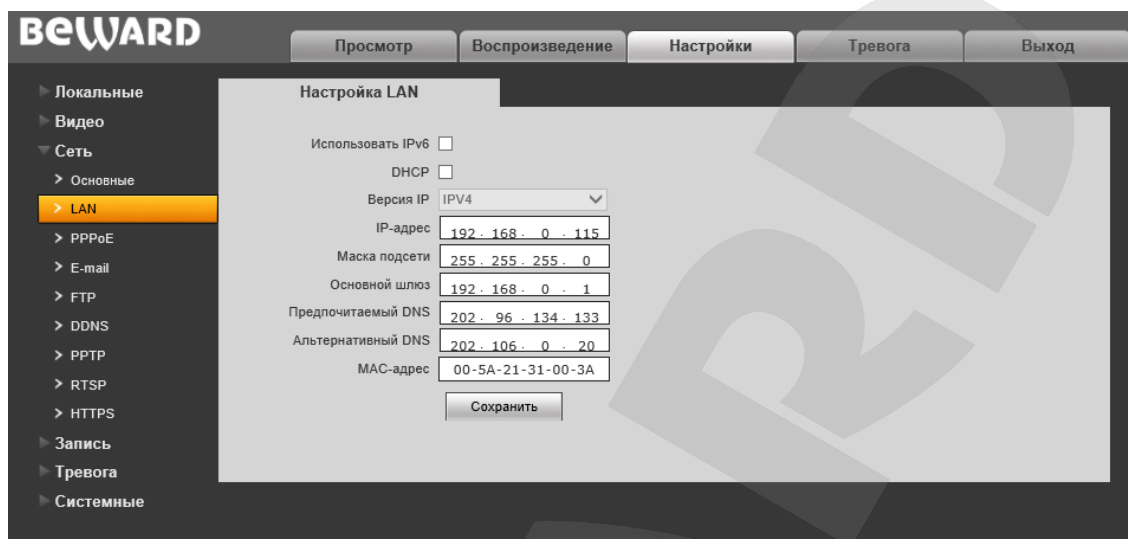 BEWARD
Просмотр Воспроизведение Настройки Тревога Выход
Локальные
Видео
Сеть
Основные
LAN
PPPoE
E-mail
FTP
DDNS
PPTP
RTSP
HTTPS
Запись
Тревога
Системные
Настройка LAN
Использовать IPv6
DHCP
Версия IP IPV4
IP-адрес 192 . 168 . 0 . 115
Маска подсети 255 . 255 . 255 . 0
Основной шлюз 192 . 168 . 0 . 1
Предпочитаемый DNS 202 . 96 . 134 . 133
Альтернативный DNS 202 . 106 . 0 . 20
MAC-адрес 00-5A-21-31-00-3A
Сохранить